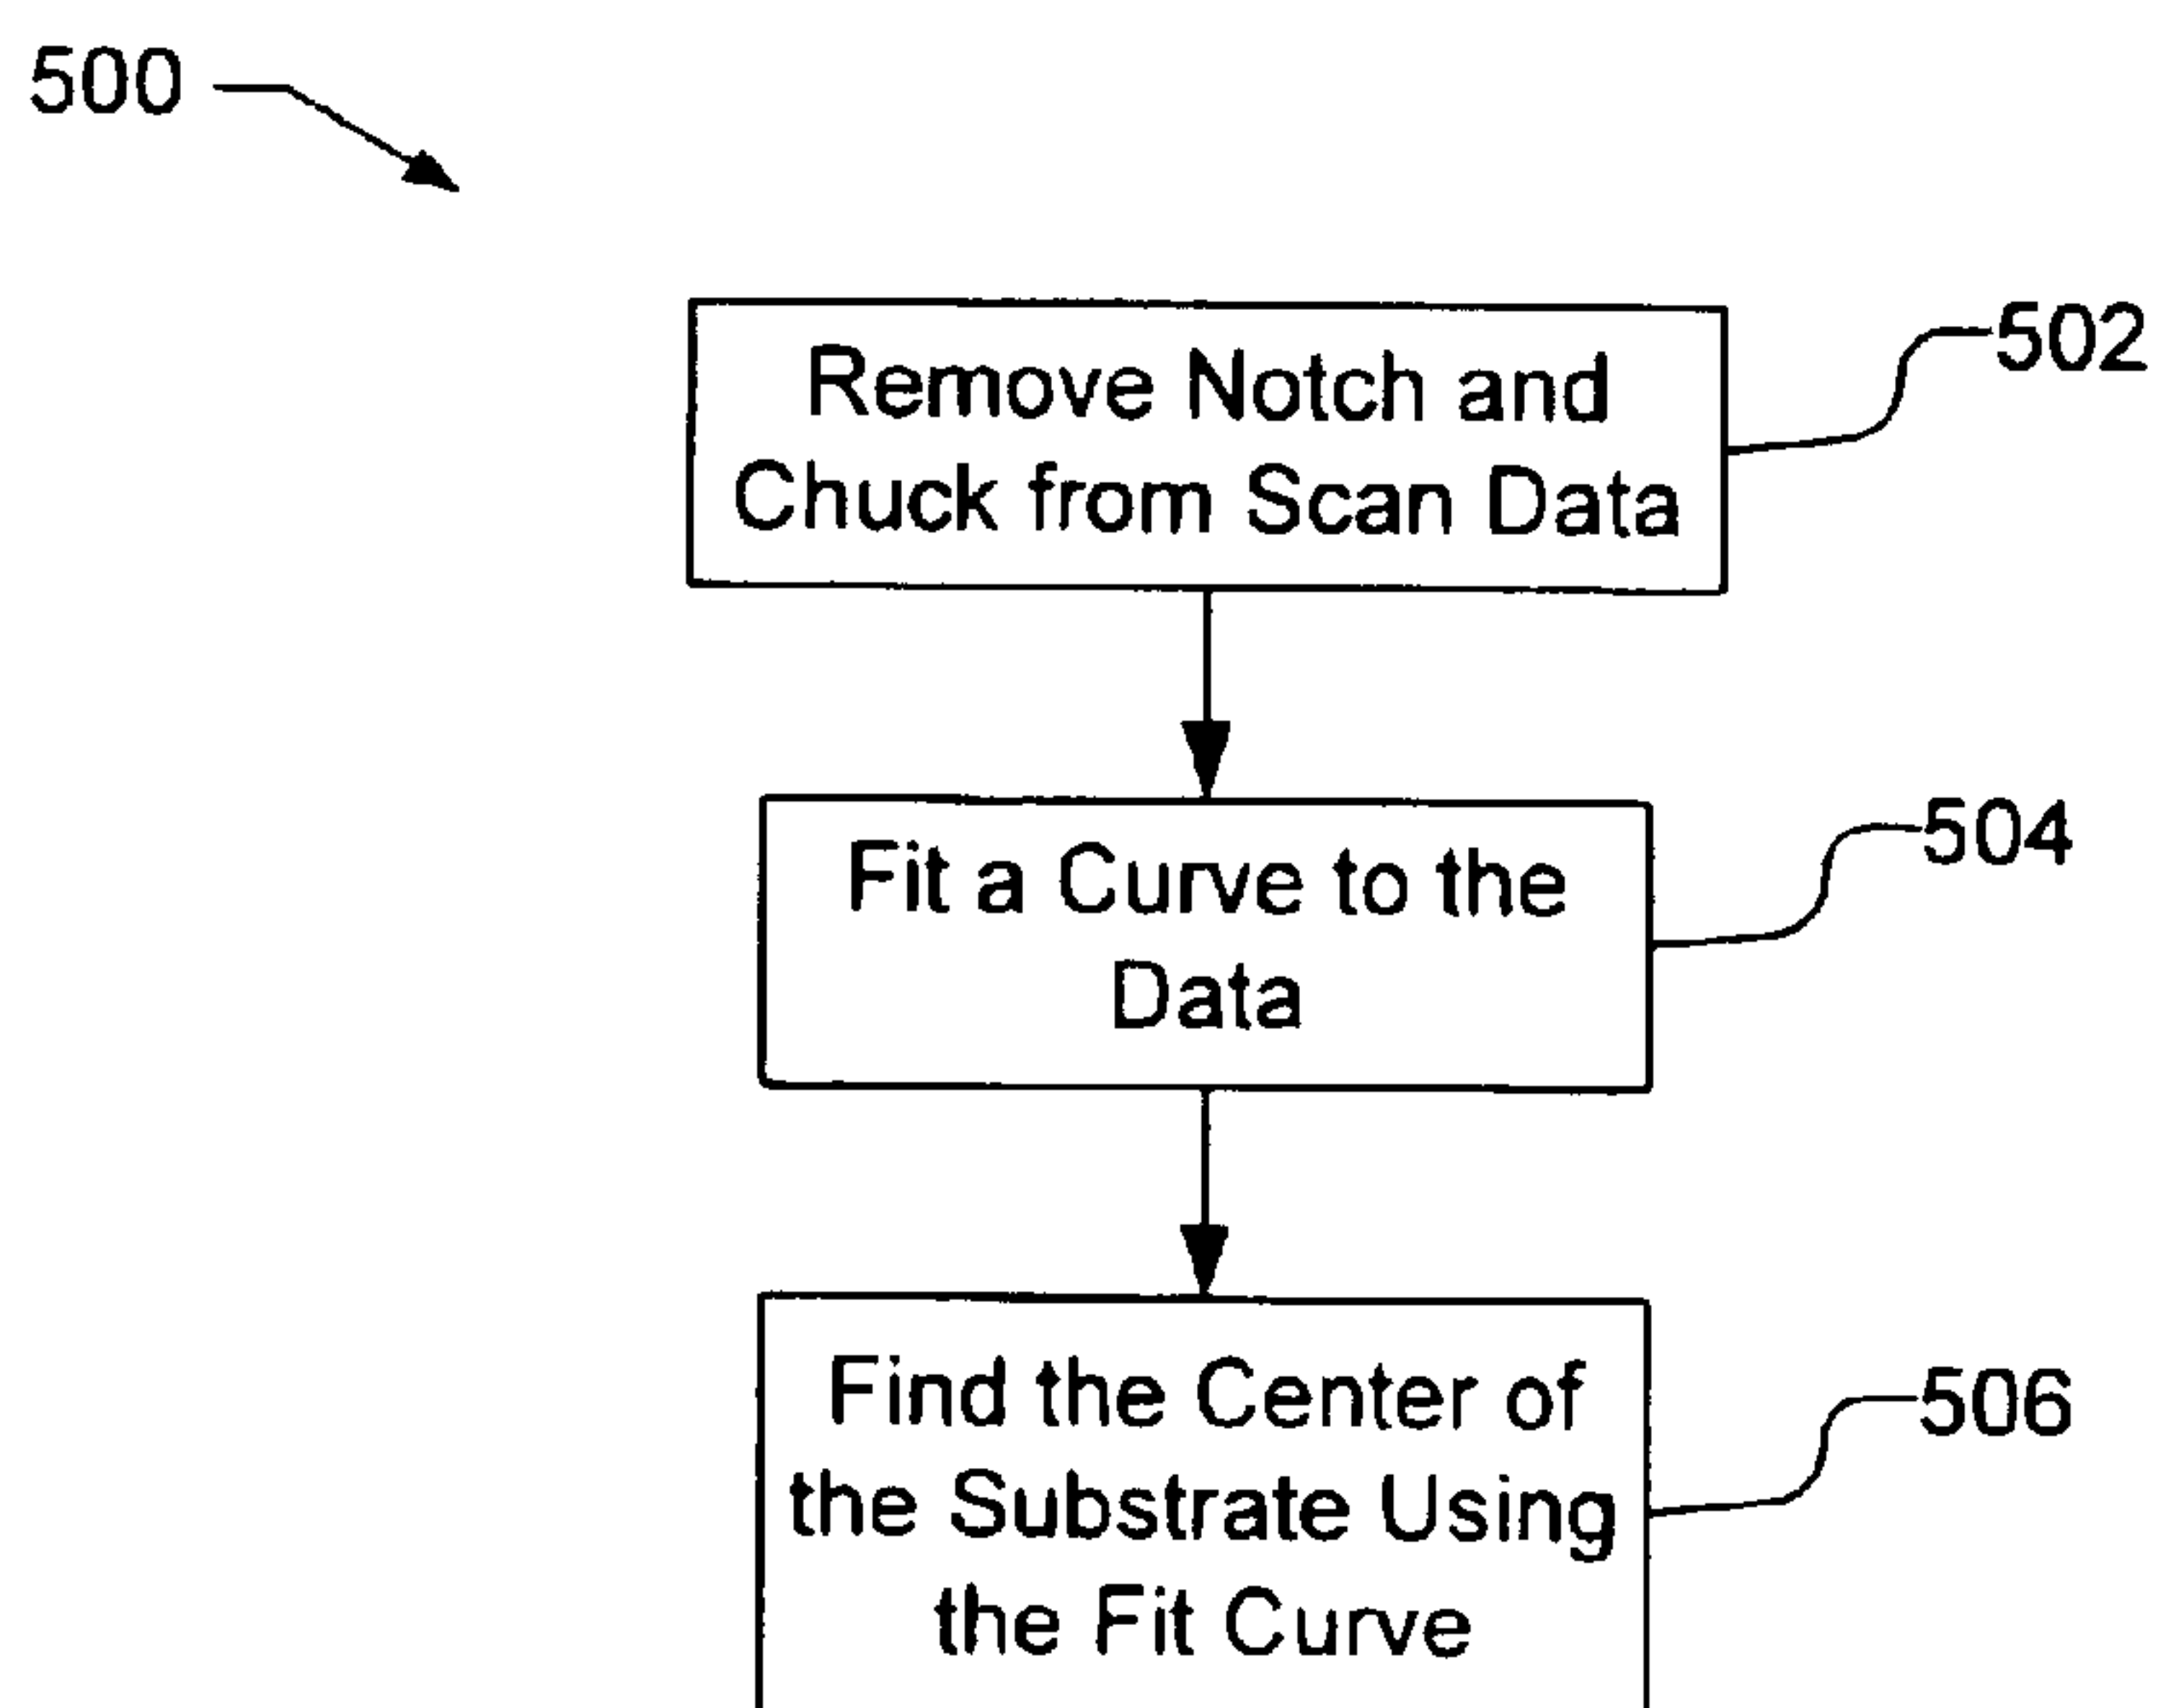 500
Remove Notch and
Chuck from Scan Data
502
Fit a Curve to the
Data
504
Find the Center of
the Substrate Using
the Fit Curve
506